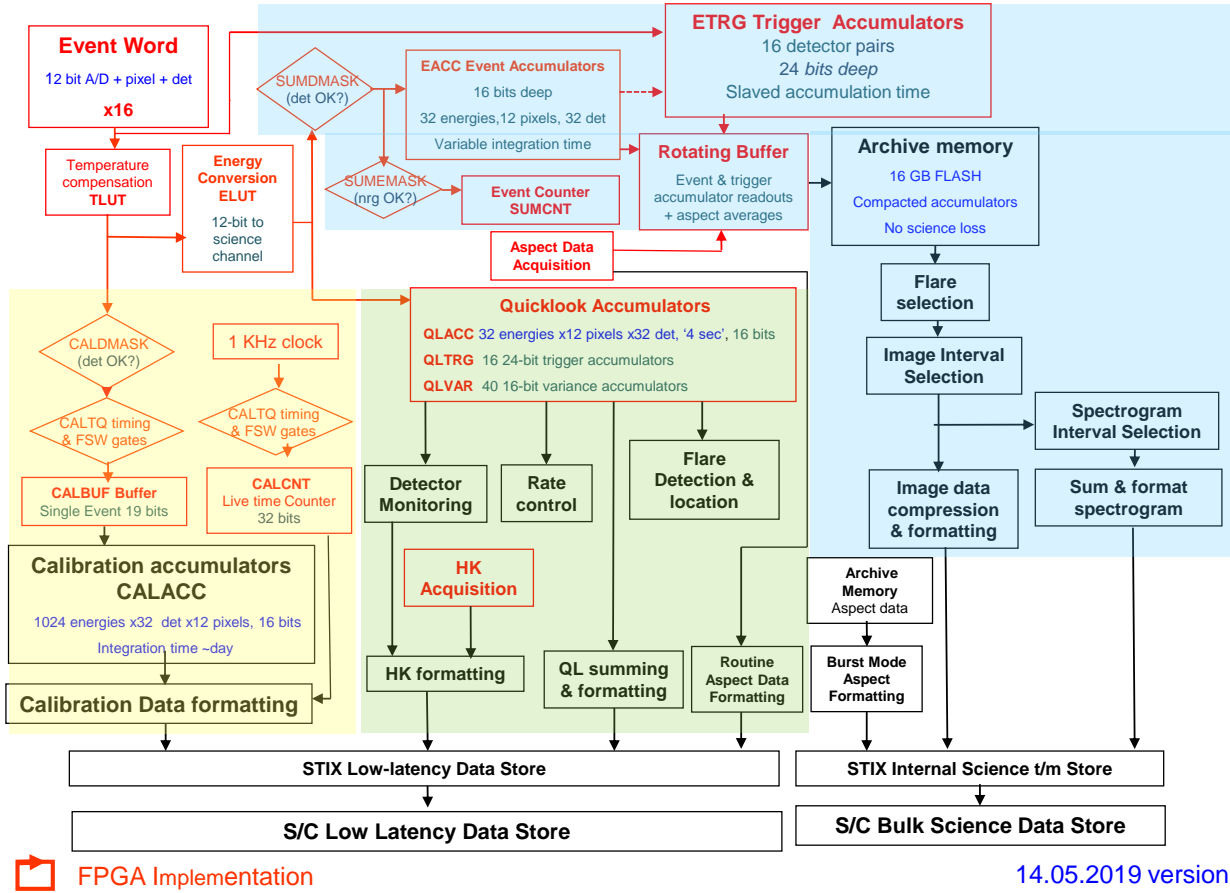 Event Word
12 bit A/D + pixel + det
x16
ETRG Trigger Accumulators
16 detector pairs
24 bits deep
Slaved accumulation time
SUMDMASK
(det OK?)
EACC Event Accumulators
16 bits deep
32 energies,12 pixels, 32 det
Variable integration time
Temperature
compensation
TLUT
Energy
Conversion
ELUT
12-bit to
science
channel
SUMEMASK
(nrg OK?)
Event Counter
SUMCNT
Rotating Buffer
Event & trigger
accumulator readouts
+ aspect averages
Archive memory
16 GB FLASH
Compacted accumulators
No science loss
Aspect Data
Acquisition
Flare
selection
Image Interval
Selection
Spectrogram
Interval Selection
Image data
compression
& formatting
Sum & format
spectrogram
CALDMASK
(det OK?)
1 KHz clock
CALTQ timing
& FSW gates
CALTQ timing
& FSW gates
CALBUF Buffer
Single Event 19 bits
CALCNT
Live time Counter
32 bits
Calibration accumulators
CALACC
1024 energies x32 det x12 pixels, 16 bits
Integration time ~day
Calibration Data formatting
Quicklook Accumulators
QLACC 32 energies x12 pixels x32 det, ‘4 sec’, 16 bits
QLTRG 16 24-bit trigger accumulators
QLVAR 40 16-bit variance accumulators
Detector
Monitoring
Rate
control
Flare
Detection &
location
HK
Acquisition
HK formatting
QL summing
& formatting
Routine
Aspect Data
Formatting
Archive
Memory
Aspect data
Burst Mode
Aspect
Formatting
STIX Low-latency Data Store
STIX Internal Science t/m Store
S/C Low Latency Data Store
S/C Bulk Science Data Store
FPGA Implementation
14.05.2019 version